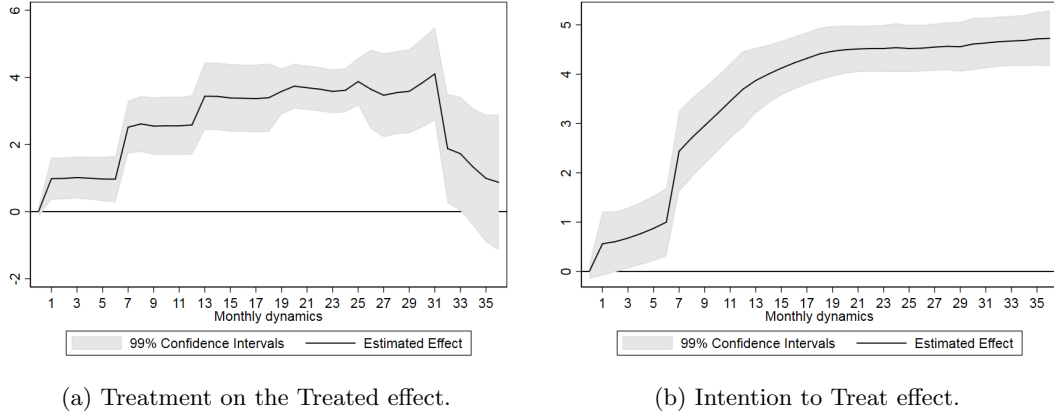 6
4
2
0
-2
1 3 5 7 9 11 13 15 17 19 21 23 25 27 29 31 33 35
Monthly dynamics
99% Confidence Intervals Estimated Effect
(a) Treatment on the Treated effect.
5
4
3
2
1
0
1 3 5 7 9 11 13 15 17 19 21 23 25 27 29 31 33 35
Monthly dynamics
99% Confidence Intervals Estimated Effect
(b) Intention to Treat effect.